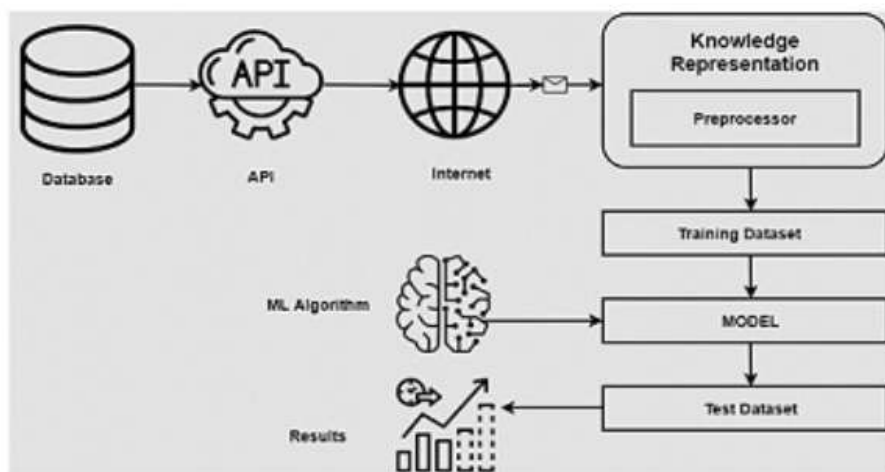 Knowledge
Representation
API
Preprocessor
Database
API
Internet
Training Dataset
ML Algorithm
MODEL
Test Dataset
Results